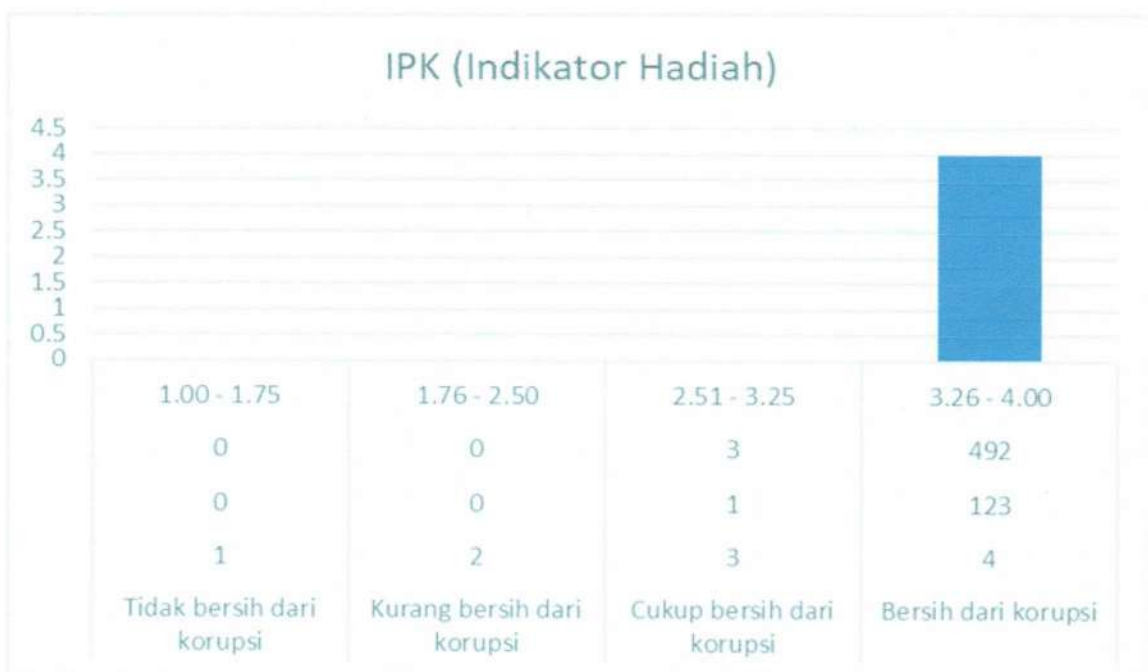 IPK (Indikator Hadiah)
4.5
4
3.5
3
2.5
2
1.5
1
0.5
0
1.00 - 1.75 1.76 - 2.50 2.51 - 3.25 3.26 - 4.00
0 0 3 492
0 0 1 123
1 2 3 4
Tidak bersih dari Kurang bersih dari Cukup bersih dari Bersih dari korupsi
korupsi korupsi korupsi